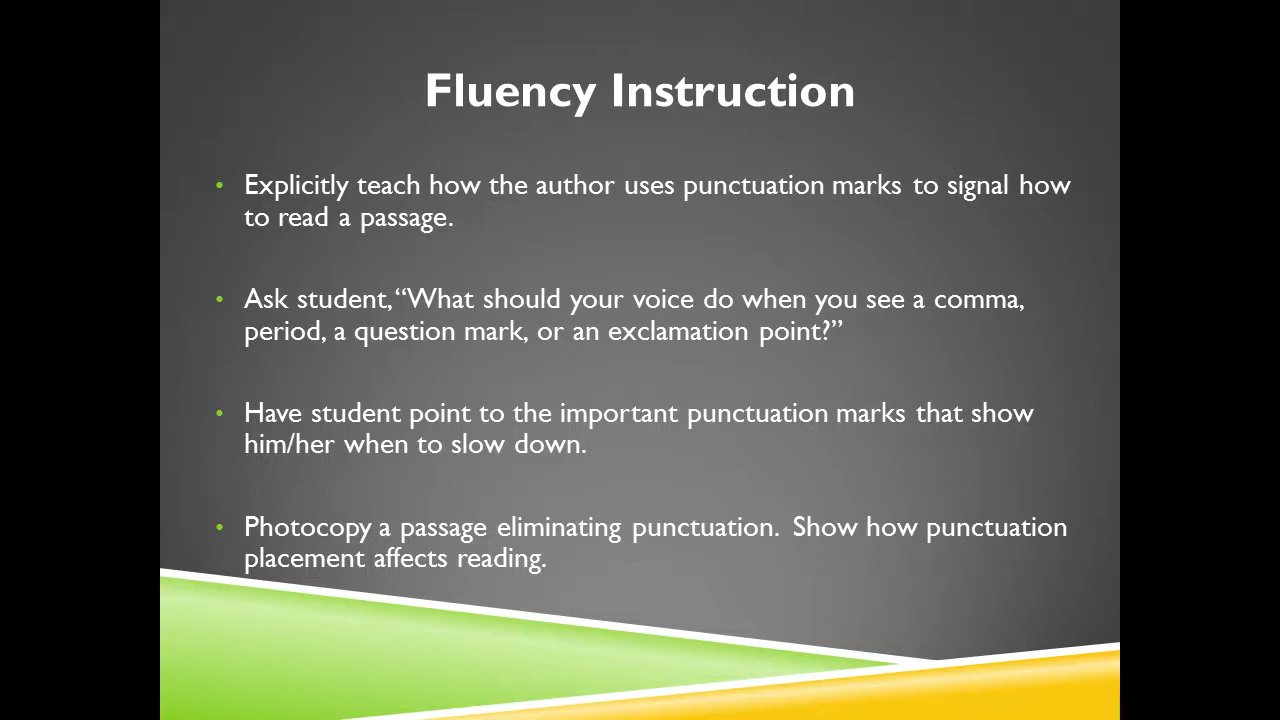 Fluency Instruction
• Explicitly teach how the author uses punctuation marks to signal how
to read a passage.
• Ask student, “What should your voice do when you see a comma,
period, a question mark, or an exclamation point?”
• Have student point to the important punctuation marks that show
him/her when to slow down.
• Photocopy a passage eliminating punctuation.  Show how punctuation
placement affects reading.